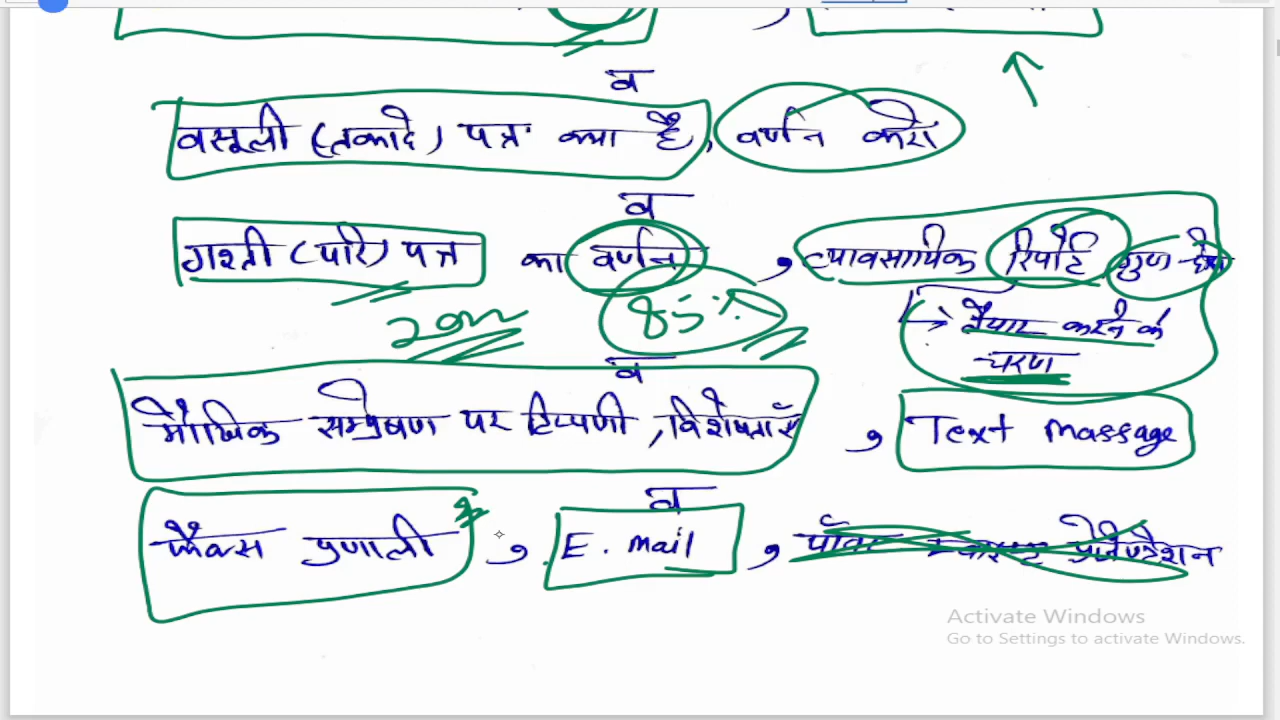 व
वसूली (तकादे) पत्र क्या है, वर्णन करो
व
गश्ती (परि) पत्र का वर्णन, व्यावसायिक रिपोर्ट गुण-दोष
→ तैयार करने के
चरण
85%
व
मौखिक सम्प्रेषण पर टिप्पणी, विशेषताएँ, Text massage
व
फैक्स प्रणाली, E. mail, पॉवर प्वाइन्ट प्रेजेण्टेशन
Activate Windows
Go to Settings to activate Windows.